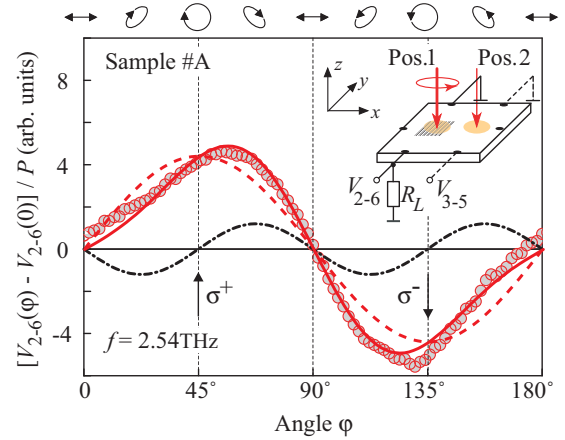 Sample #A
Pos.1
Pos.2
z
y
x
V2-6
RL
V3-5
[V2-6(φ) - V2-6(0)] / P (arb. units)
8
4
0
-4
σ+
σ-
f = 2.54THz
0
45°
90°
135°
180°
Angle φ